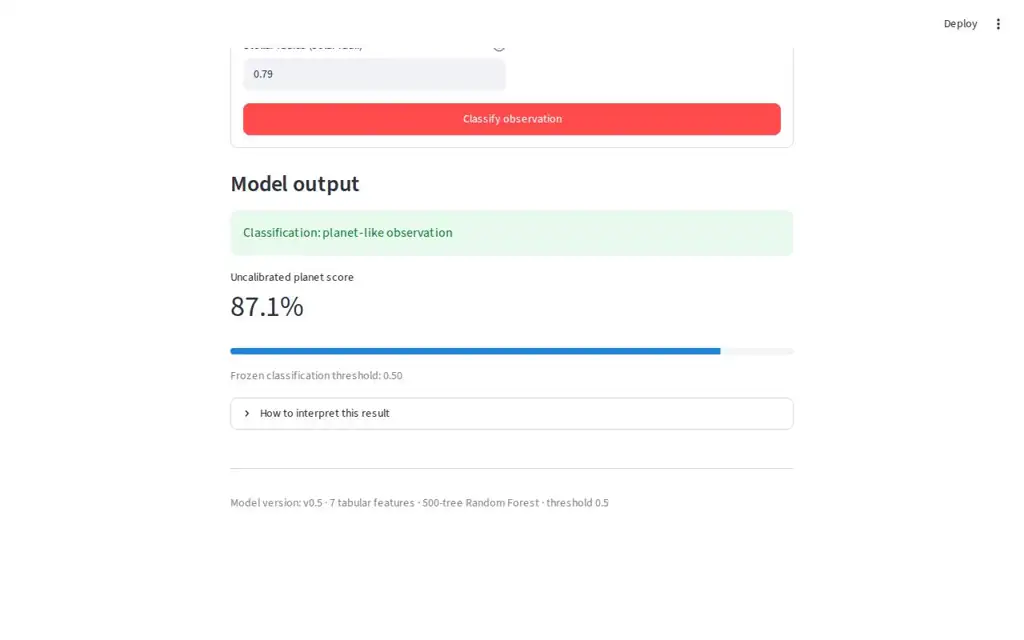 Deploy
0.79
Classify observation
Model output
Classification: planet-like observation
Uncalibrated planet score
87.1%
Frozen classification threshold: 0.50
How to interpret this result
Model version: v0.5 · 7 tabular features · 500-tree Random Forest · threshold 0.5